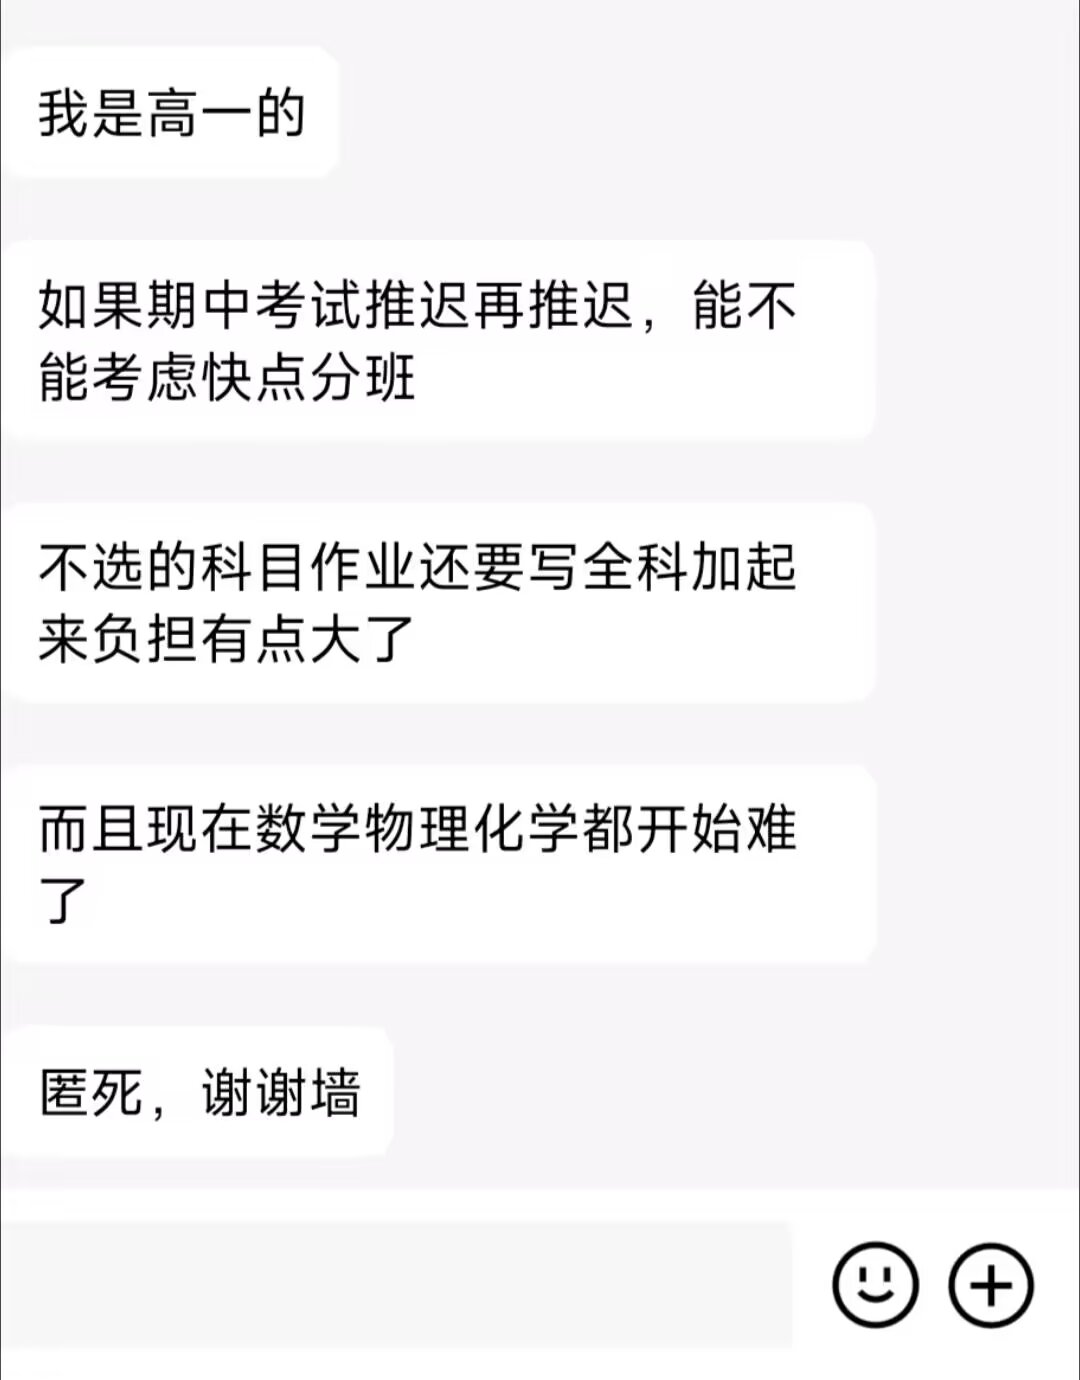 我是高一的
如果期中考试推迟再推迟，能不
能考虑快点分班
不选的科目作业还要写全科加起
来负担有点大了
而且现在数学物理化学都开始难
了
匿死，谢谢墙